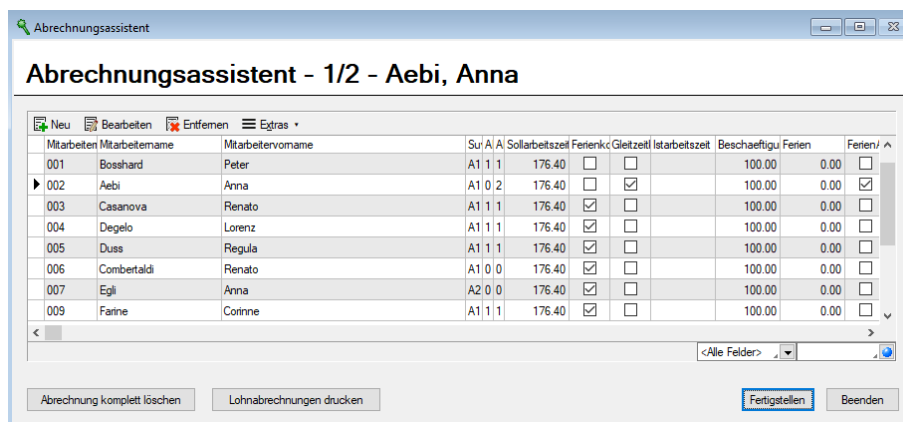 Abrechnungsassistent
Abrechnungsassistent - 1/2 - Aebi, Anna
Neu Bearbeiten Entfernen Extras
Mitarbeiten Mitarbeitername Mitarbeitervorname Su A A Sollarbeitszeit Ferienko Gleitzeitl Istarbeitszeit Beschaeftigu Ferien Ferien/
001 Bosshard Peter A1 1 1 176.40 100.00 0.00
002 Aebi Anna A1 0 2 176.40 100.00 0.00
003 Casanova Renato A1 1 1 176.40 100.00 0.00
004 Degelo Lorenz A1 1 1 176.40 100.00 0.00
005 Duss Regula A1 1 1 176.40 100.00 0.00
006 Combertaldi Renato A1 0 0 176.40 100.00 0.00
007 Egli Anna A2 0 0 176.40 100.00 0.00
009 Farine Corinne A1 1 1 176.40 100.00 0.00
<Alle Felder>
Abrechnung komplett löschen Lohnabrechnungen drucken Fertigstellen Beenden